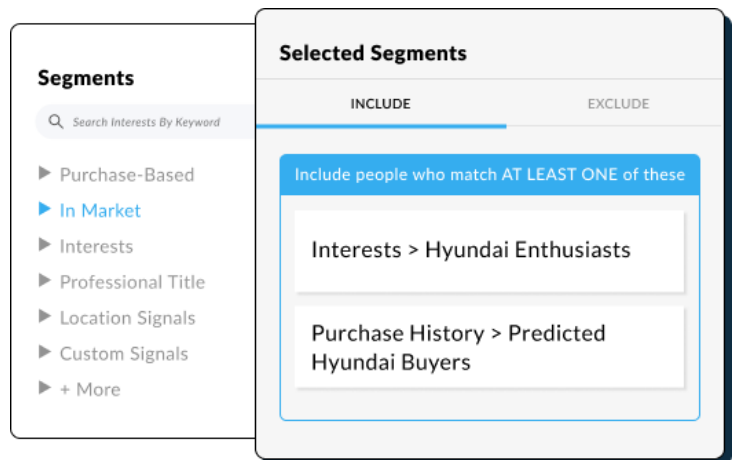 Segments
Search Interests By Keyword
Purchase-Based
In Market
Interests
Professional Title
Location Signals
Custom Signals
+ More
Selected Segments
INCLUDE
EXCLUDE
Include people who match AT LEAST ONE of these
Interests > Hyundai Enthusiasts
Purchase History > Predicted
Hyundai Buyers